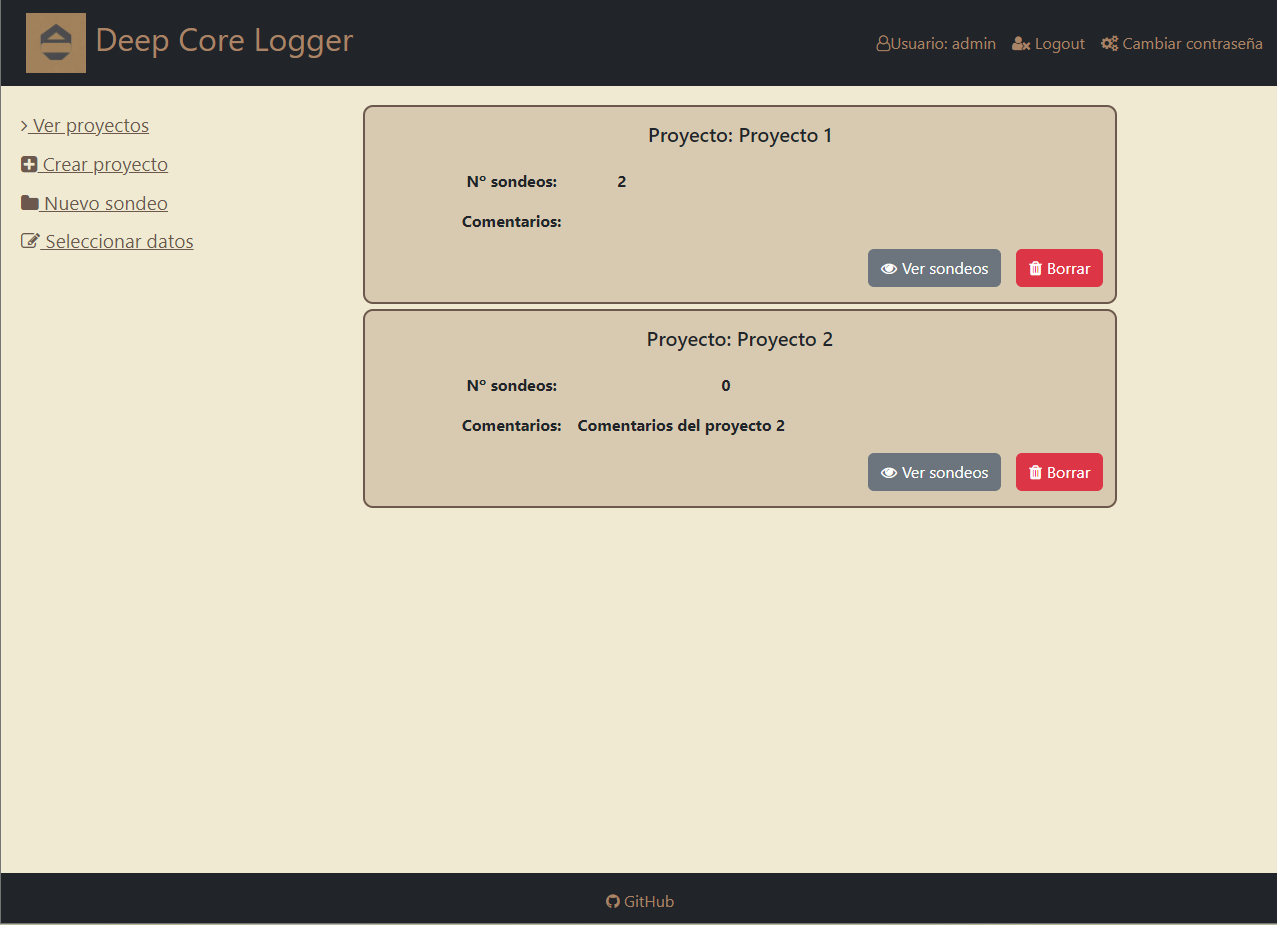 Deep Core Logger
Usuario: admin Logout Cambiar contraseña
Ver proyectos
Crear proyecto
Nuevo sondeo
Seleccionar datos
Proyecto: Proyecto 1
Nº sondeos: 2
Comentarios:
Ver sondeos Borrar
Proyecto: Proyecto 2
Nº sondeos: 0
Comentarios: Comentarios del proyecto 2
Ver sondeos Borrar
GitHub